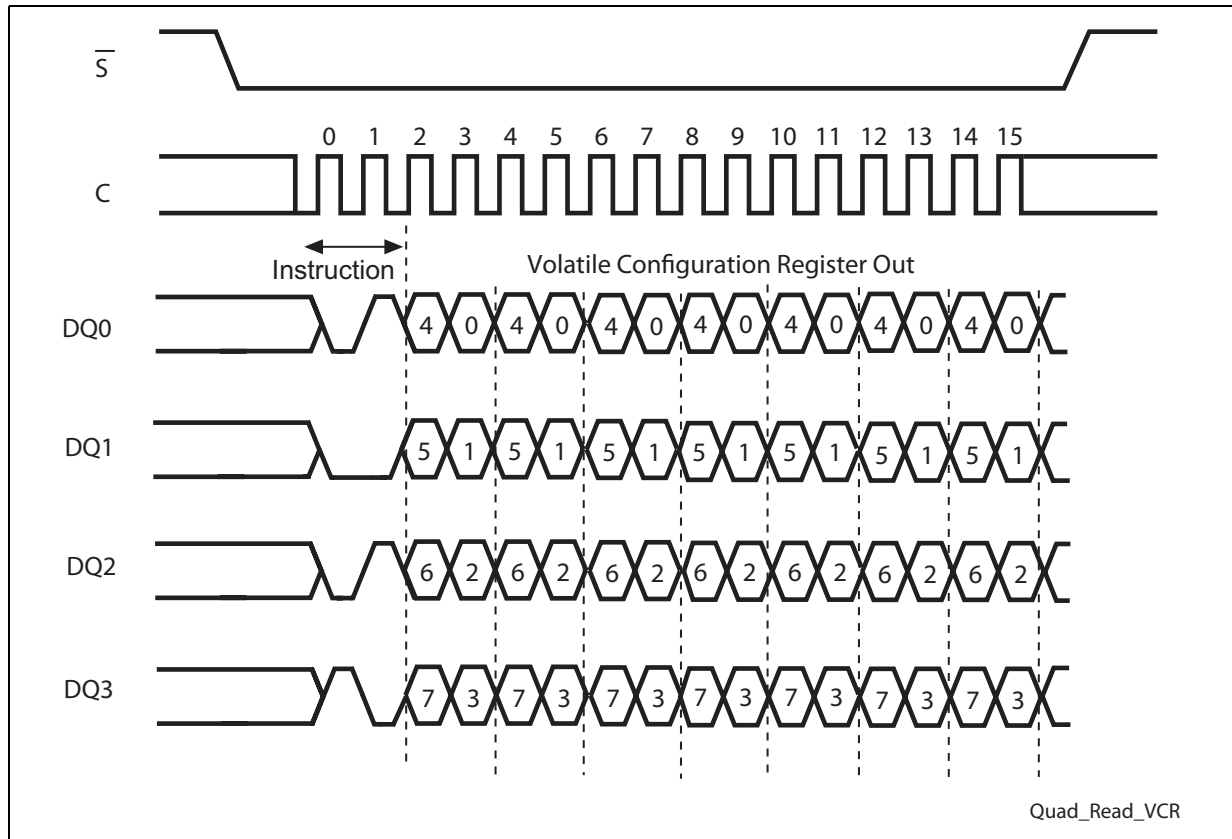 S
0 1 2 3 4 5 6 7 8 9 10 11 12 13 14 15
C
Instruction
Volatile Configuration Register Out
DQ0 4 0 4 0 4 0 4 0 4 0 4 0 4 0
DQ1 5 1 5 1 5 1 5 1 5 1 5 1 5 1
DQ2 6 2 6 2 6 2 6 2 6 2 6 2 6 2
DQ3 7 3 7 3 7 3 7 3 7 3 7 3 7 3
Quad_Read_VCR